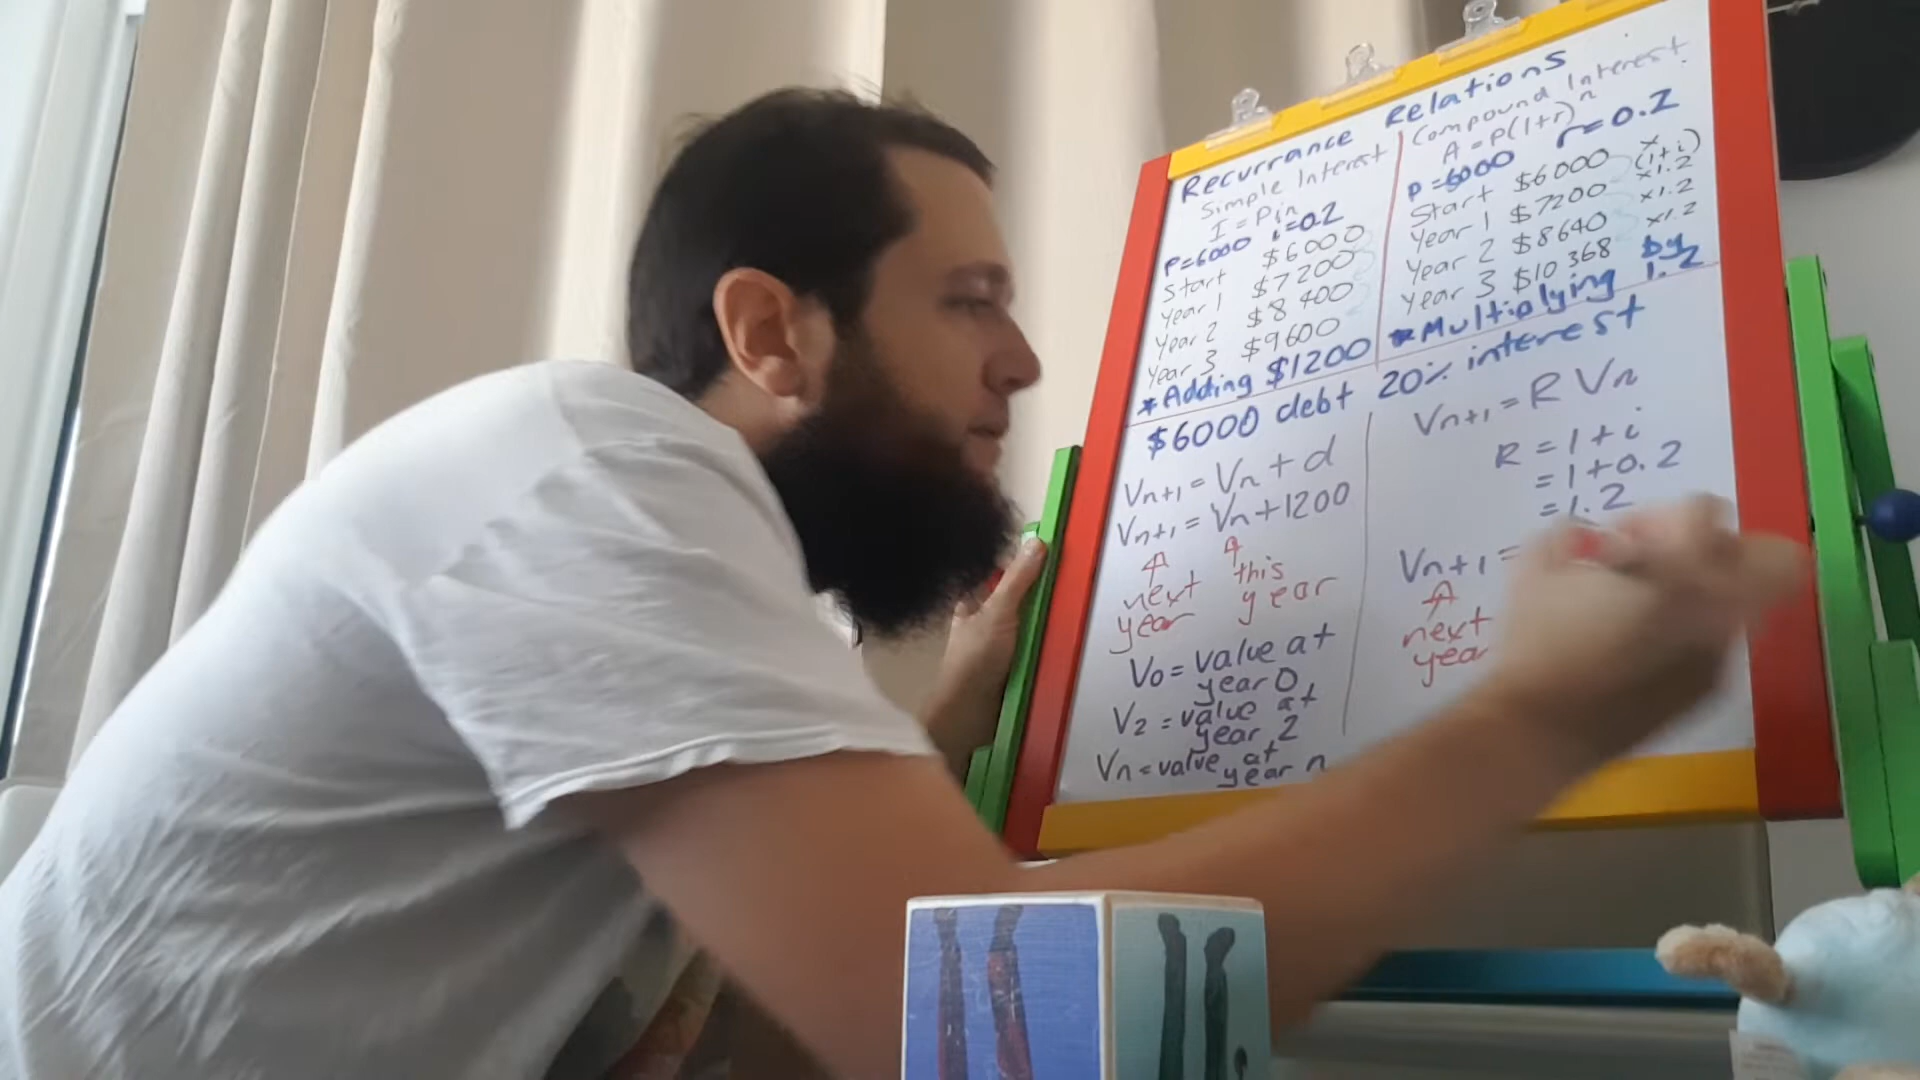 Recurrance Relations
Simple Interest
I = Pin
P=6000 i=0.2
Start $6000
Year 1 $7200
Year 2 $8400
Year 3 $9600
*Adding $1200
Compound Interest
A = P(1+r)^n
P=6000 r=0.2
Start $6000 x(1+i)
Year 1 $7200 x1.2
Year 2 $8640 x1.2
Year 3 $10 368 x1.2
*Multiplying by 1.2
$6000 debt 20% interest
Vn+1 = Vn + d
Vn+1 = Vn + 1200
next year
this year
V0 = value at
year 0
V2 = value at
year 2
Vn = value at
year n
Vn+1 = R Vn
R = 1 + i
= 1 + 0.2
= 1.2
Vn+1 =
next
year